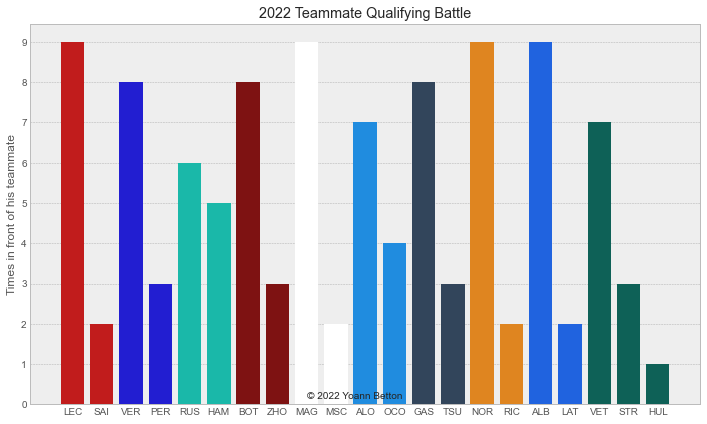 2022 Teammate Qualifying Battle
Times in front of his teammate
9
8
7
6
5
4
3
2
1
0
© 2022 Yoann Betton
LEC SAI VER PER RUS HAM BOT ZHO MAG MSC ALO OCO GAS TSU NOR RIC ALB LAT VET STR HUL